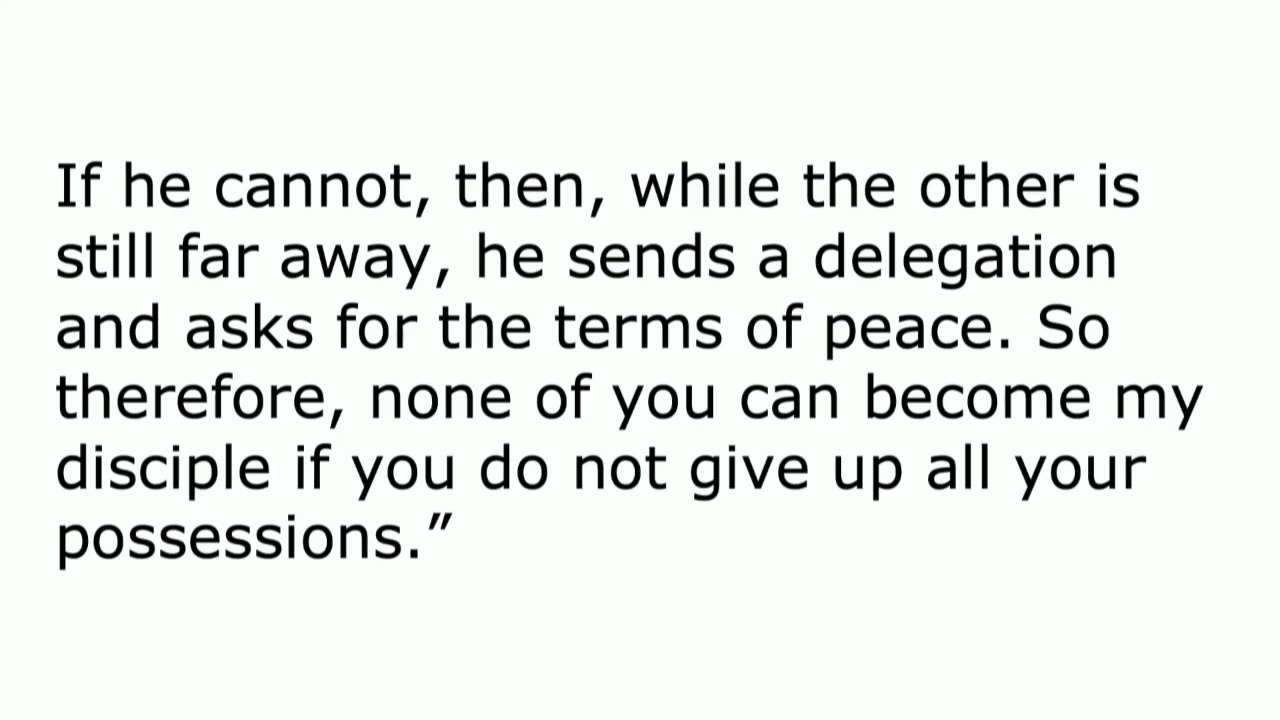 If he cannot, then, while the other is
still far away, he sends a delegation
and asks for the terms of peace. So
therefore, none of you can become my
disciple if you do not give up all your
possessions.”